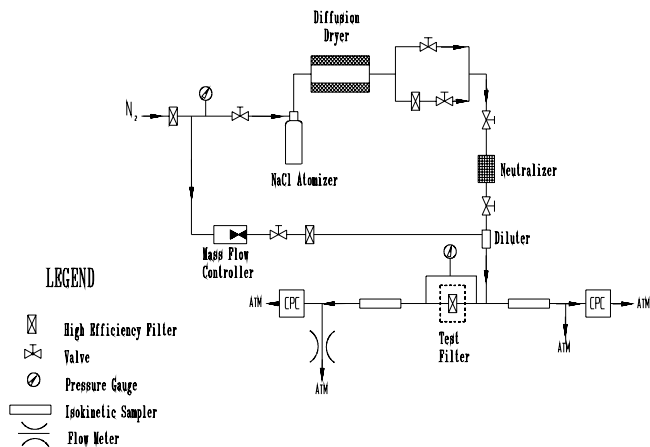 Diffusion
Dryer
N2
NaCl Atomizer
Neutralizer
Diluter
Mass Flow
Controller
LEGEND
High Efficiency Filter
Valve
Pressure Gauge
Isokinetic Sampler
Flow Meter
ATM
CPC
CPC
ATM
Test
Filter
ATM
ATM